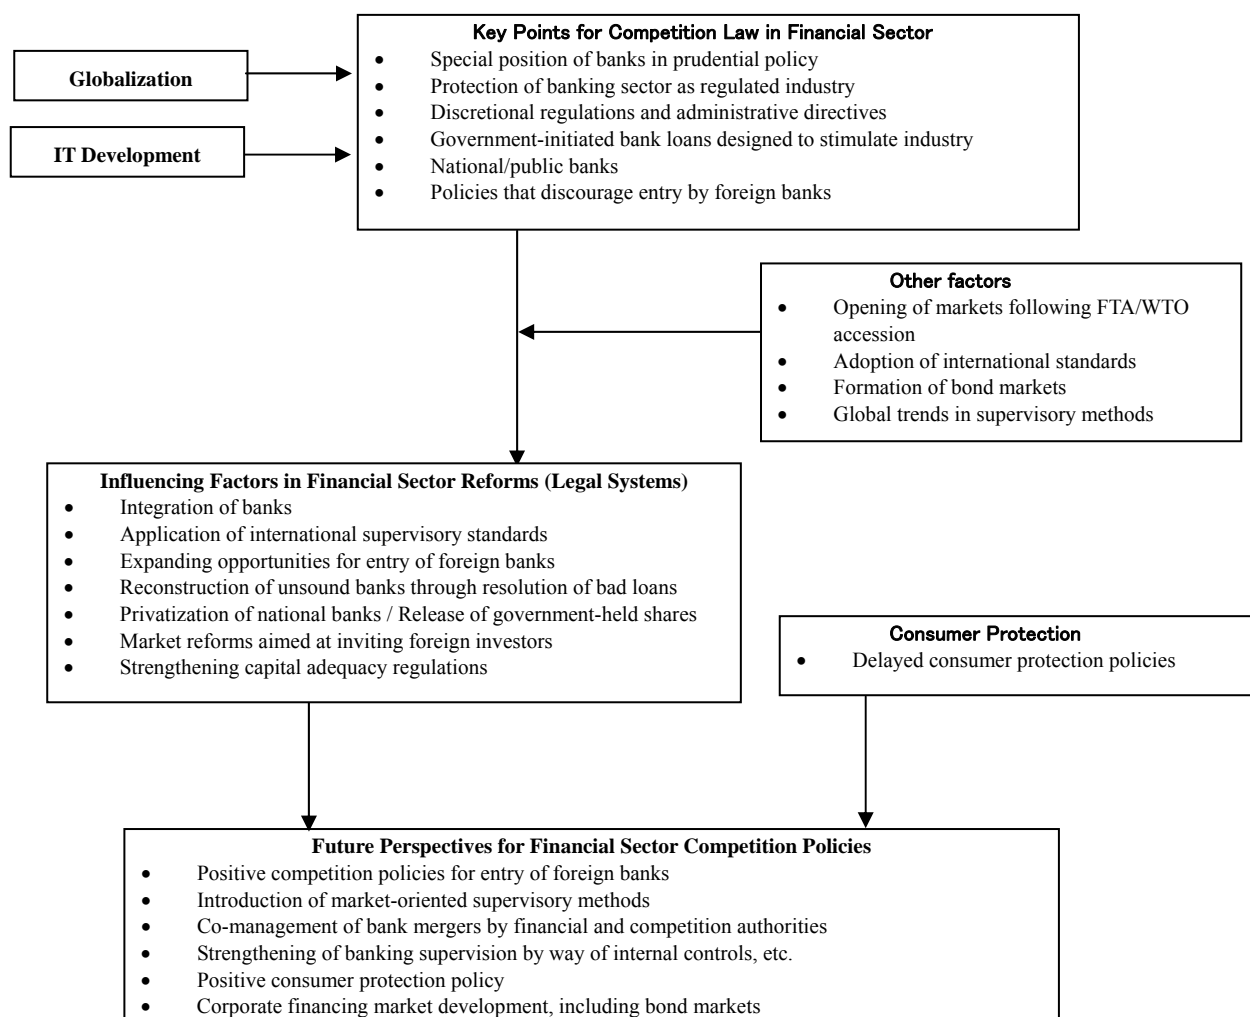 Key Points for Competition Law in Financial Sector
• Special position of banks in prudential policy
• Protection of banking sector as regulated industry
• Discretional regulations and administrative directives
• Government-initiated bank loans designed to stimulate industry
• National/public banks
• Policies that discourage entry by foreign banks
Globalization
IT Development
Other factors
• Opening of markets following FTA/WTO
accession
• Adoption of international standards
• Formation of bond markets
• Global trends in supervisory methods
Influencing Factors in Financial Sector Reforms (Legal Systems)
• Integration of banks
• Application of international supervisory standards
• Expanding opportunities for entry of foreign banks
• Reconstruction of unsound banks through resolution of bad loans
• Privatization of national banks / Release of government-held shares
• Market reforms aimed at inviting foreign investors
• Strengthening capital adequacy regulations
Consumer Protection
• Delayed consumer protection policies
Future Perspectives for Financial Sector Competition Policies
• Positive competition policies for entry of foreign banks
• Introduction of market-oriented supervisory methods
• Co-management of bank mergers by financial and competition authorities
• Strengthening of banking supervision by way of internal controls, etc.
• Positive consumer protection policy
• Corporate financing market development, including bond markets